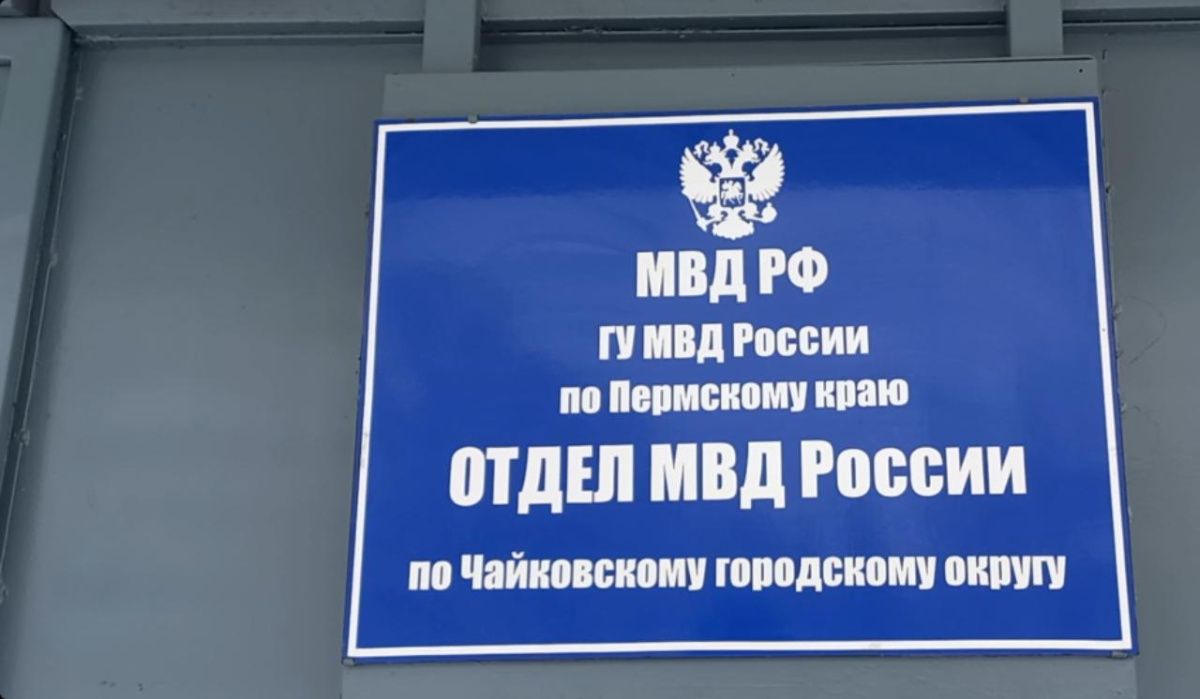 МВД РФ
ГУ МВД России
по Пермскому краю
ОТДЕЛ МВД России
по Чайковскому городскому округу